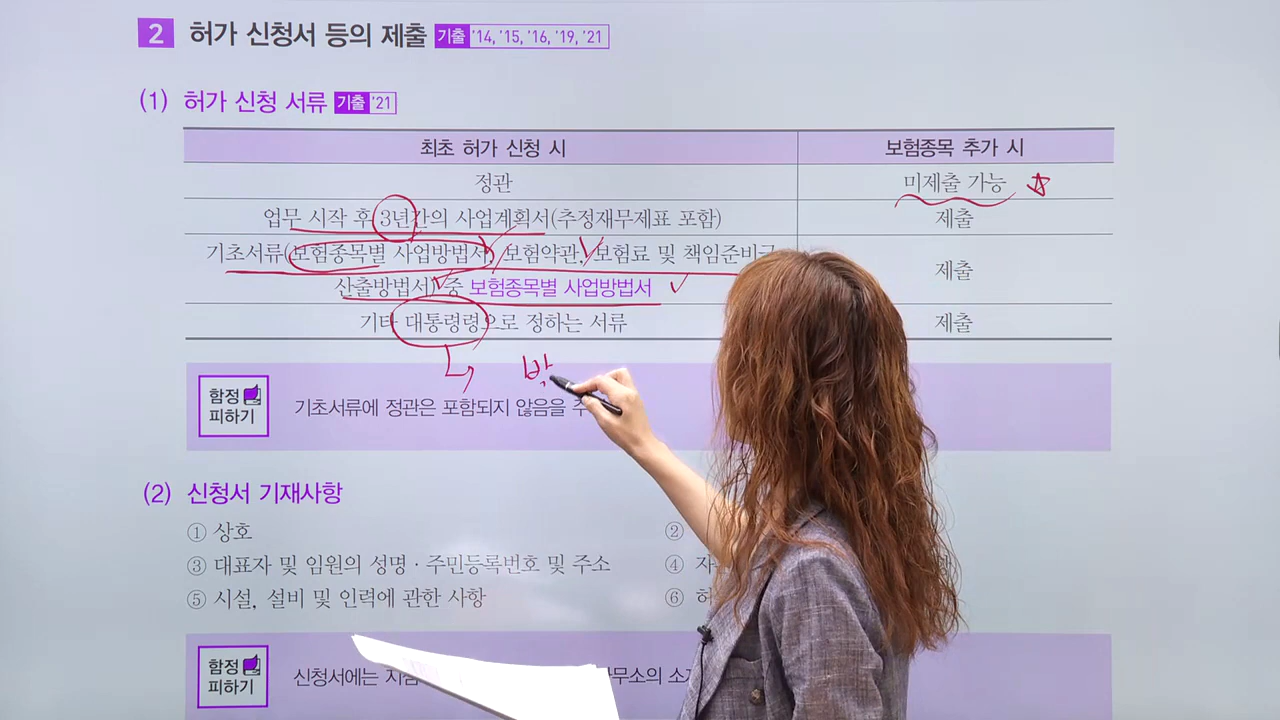 2 허가 신청서 등의 제출 기출 '14, '15, '16, '19, '21
(1) 허가 신청 서류 기출 '21
최초 허가 신청 시 보험종목 추가 시
정관 미제출 가능
업무 시작 후 3년간의 사업계획서(추정재무제표 포함) 제출
기초서류(보험종목별 사업방법서, 보험약관, 보험료 및 책임준비금
산출방법서) 중 보험종목별 사업방법서 제출
기타 대통령령으로 정하는 서류 제출
함정 피하기
기초서류에 정관은 포함되지 않음을
(2) 신청서 기재사항
① 상호 ②
③ 대표자 및 임원의 성명 · 주민등록번호 및 주소 ④
⑤ 시설, 설비 및 인력에 관한 사항 ⑥
함정 피하기
신청서에는